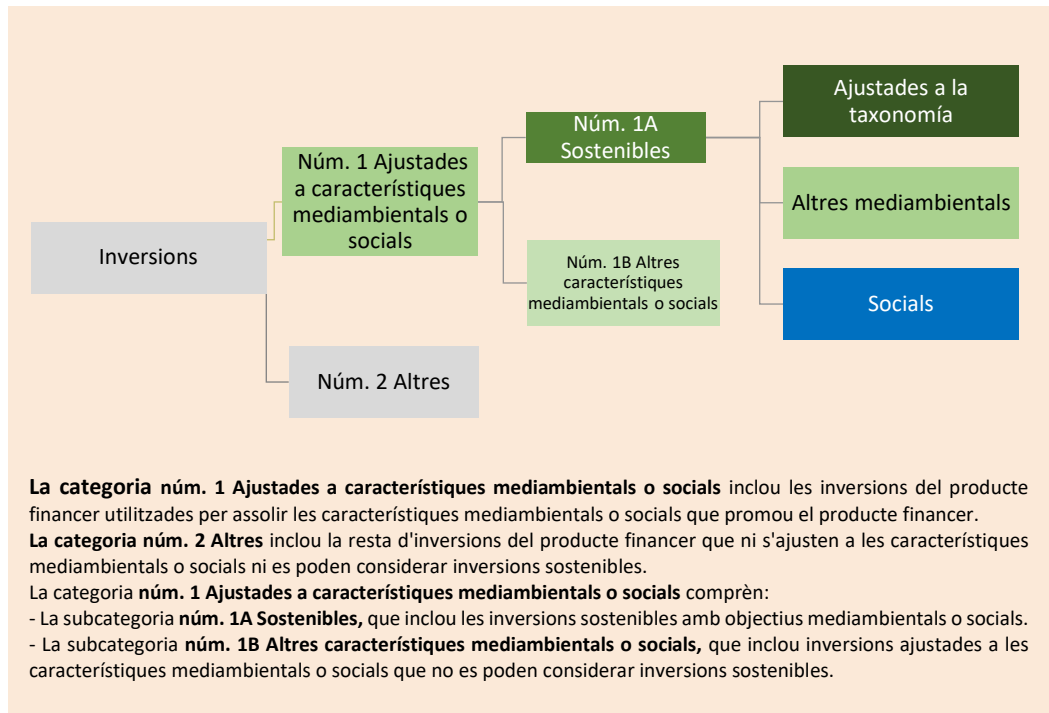 Inversions
Núm. 1 Ajustades
a característiques
mediambientals o
socials
Núm. 2 Altres
Núm. 1A
Sostenibles
Núm. 1B Altres
característiques
mediambientals o socials
Ajustades a la
taxonomía
Altres mediambientals
Socials
La categoria núm. 1 Ajustades a característiques mediambientals o socials inclou les inversions del producte
financer utilitzades per assolir les característiques mediambientals o socials que promou el producte financer.
La categoria núm. 2 Altres inclou la resta d'inversions del producte financer que ni s'ajusten a les característiques
mediambientals o socials ni es poden considerar inversions sostenibles.
La categoria núm. 1 Ajustades a característiques mediambientals o socials comprèn:
- La subcategoria núm. 1A Sostenibles, que inclou les inversions sostenibles amb objectius mediambientals o socials.
- La subcategoria núm. 1B Altres característiques mediambientals o socials, que inclou inversions ajustades a les
característiques mediambientals o socials que no es poden considerar inversions sostenibles.